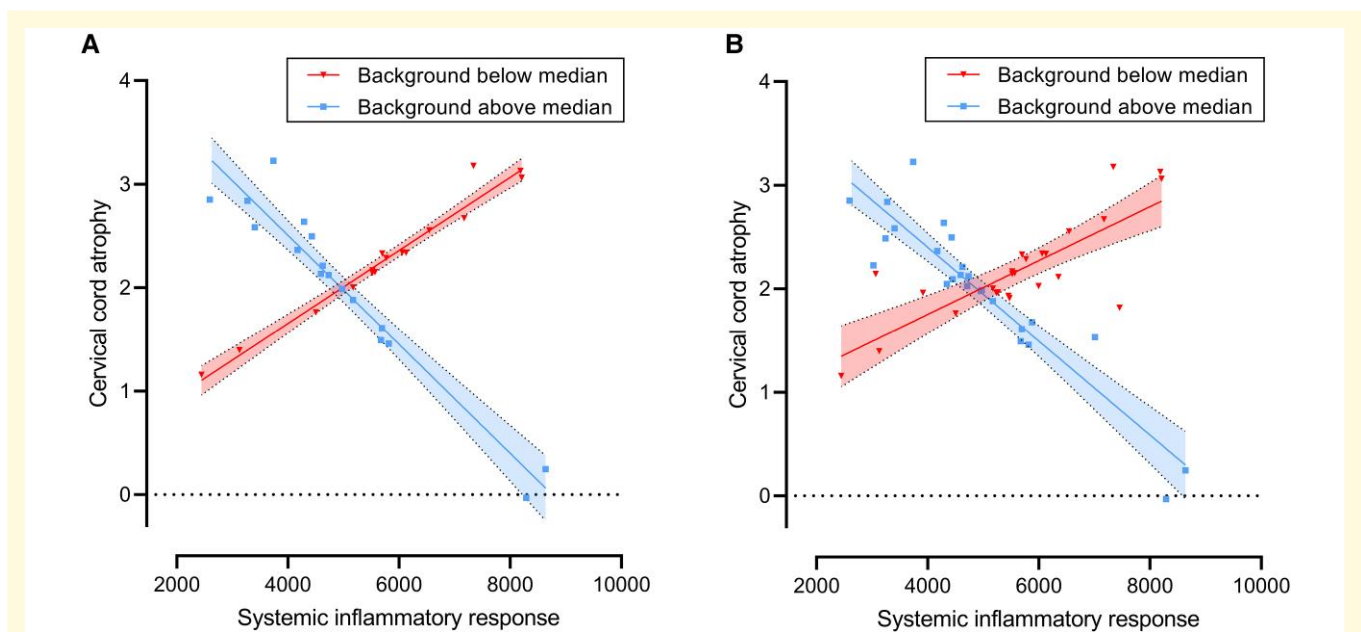 A
Background below median
Background above median
4
3
2
1
0
Cervical cord atrophy
2000 4000 6000 8000 10000
Systemic inflammatory response
B
Background below median
Background above median
4
3
2
1
0
Cervical cord atrophy
2000 4000 6000 8000 10000
Systemic inflammatory response